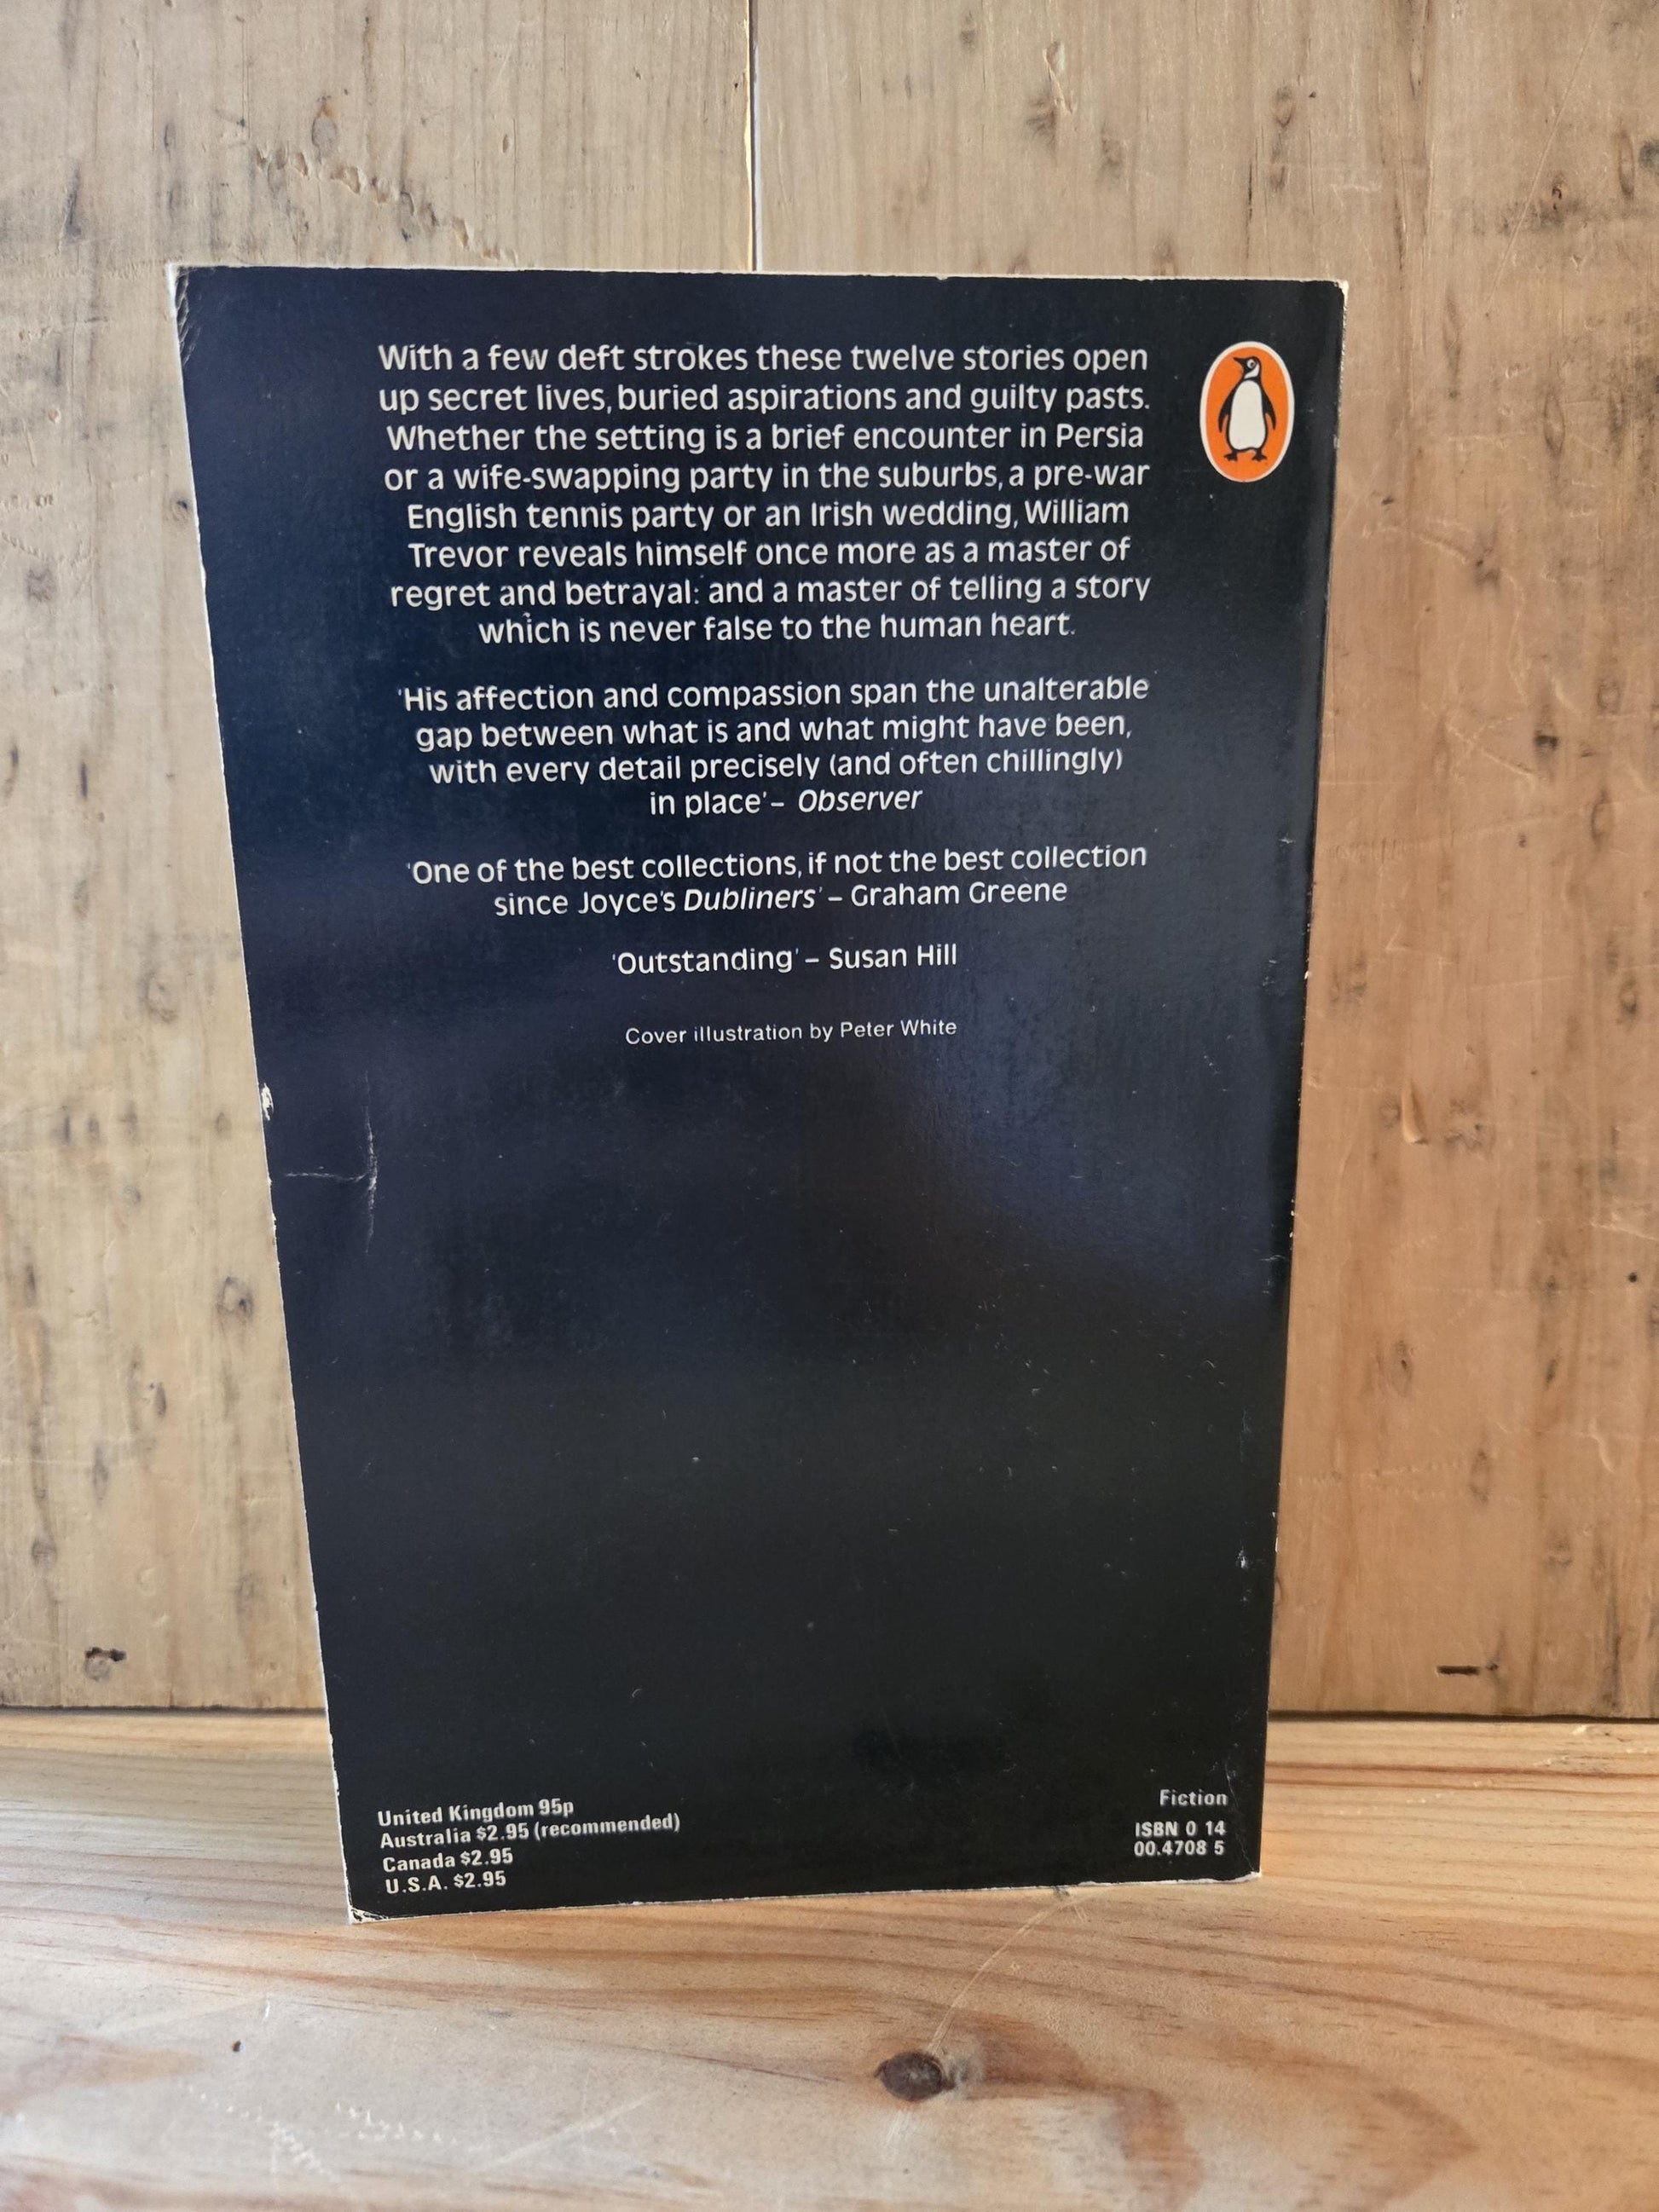 With a few deft strokes these twelve stories open
up secret lives, buried aspirations and guilty pasts.
Whether the setting is a brief encounter in Persia
or a wife-swapping party in the suburbs, a pre-war
English tennis party or an Irish wedding, William
Trevor reveals himself once more as a master of
regret and betrayal: and a master of telling a story
which is never false to the human heart.
'His affection and compassion span the unalterable
gap between what is and what might have been,
with every detail precisely (and often chillingly)
in place' – Observer
'One of the best collections, if not the best collection
since Joyce's Dubliners' – Graham Greene
'Outstanding' – Susan Hill
Cover illustration by Peter White
United Kingdom 95p
Australia $2.95 (recommended)
Canada $2.95
U.S.A. $2.95
Fiction
ISBN 0 14
00.4708 5